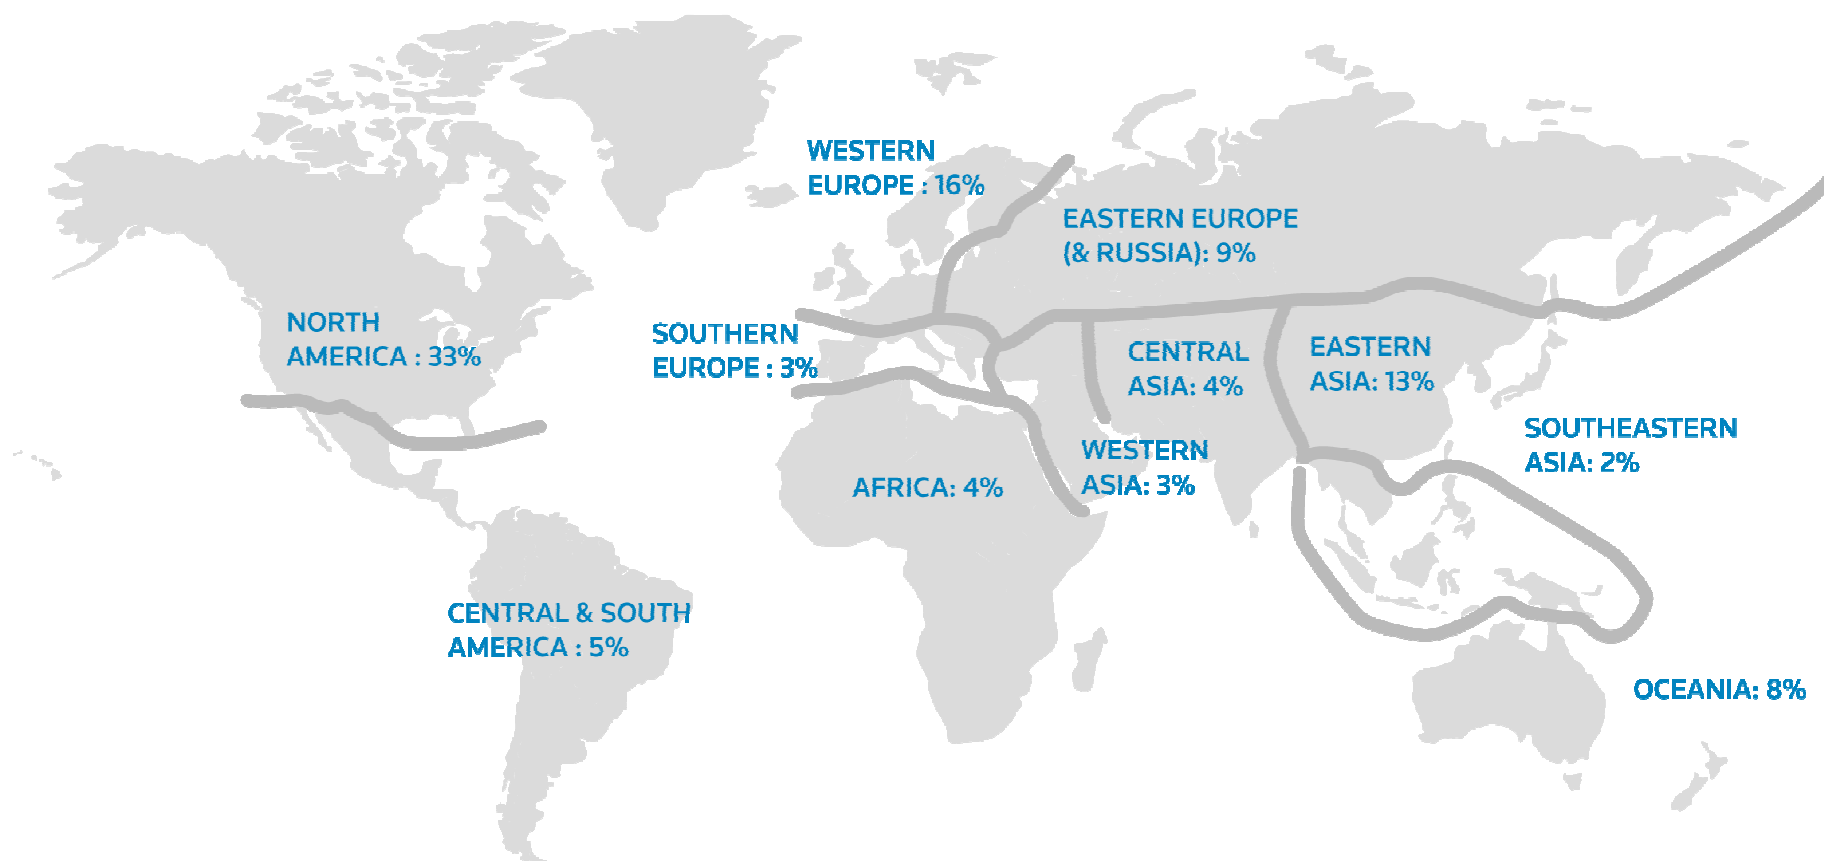 WESTERN
EUROPE : 16%
EASTERN EUROPE
(& RUSSIA): 9%
NORTH
AMERICA : 33%
SOUTHERN
EUROPE : 3%
CENTRAL
ASIA: 4%
EASTERN
ASIA: 13%
SOUTHEASTERN
ASIA: 2%
WESTERN
ASIA: 3%
AFRICA: 4%
CENTRAL & SOUTH
AMERICA : 5%
OCEANIA: 8%